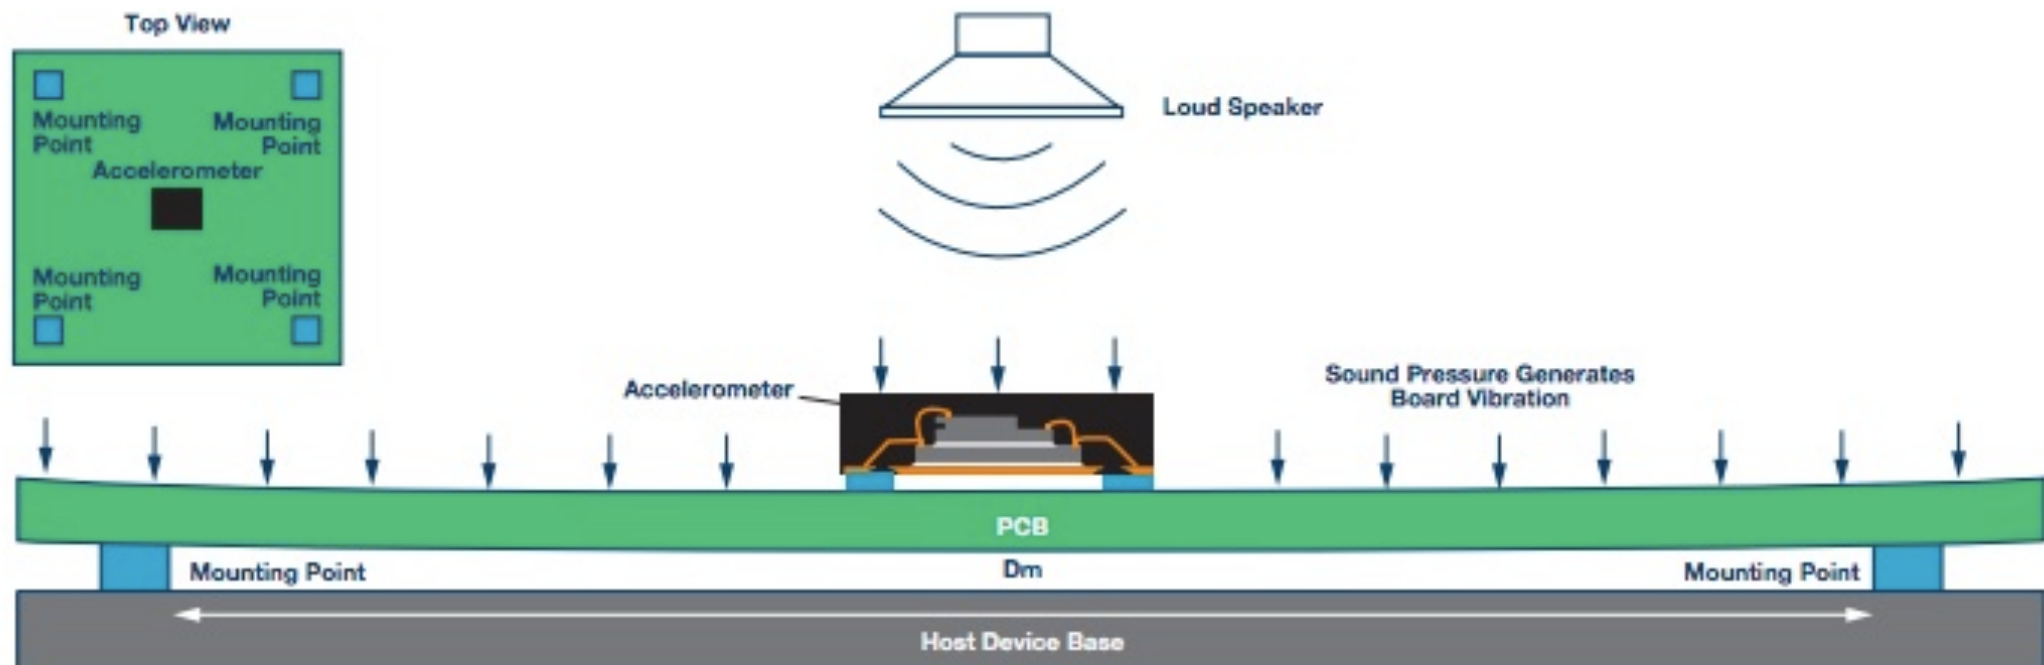 Top View
Mounting
Point
Mounting
Point
Accelerometer
Mounting
Point
Mounting
Point
Loud Speaker
Accelerometer
Sound Pressure Generates
Board Vibration
PCB
Mounting Point
Dm
Mounting Point
Host Device Base